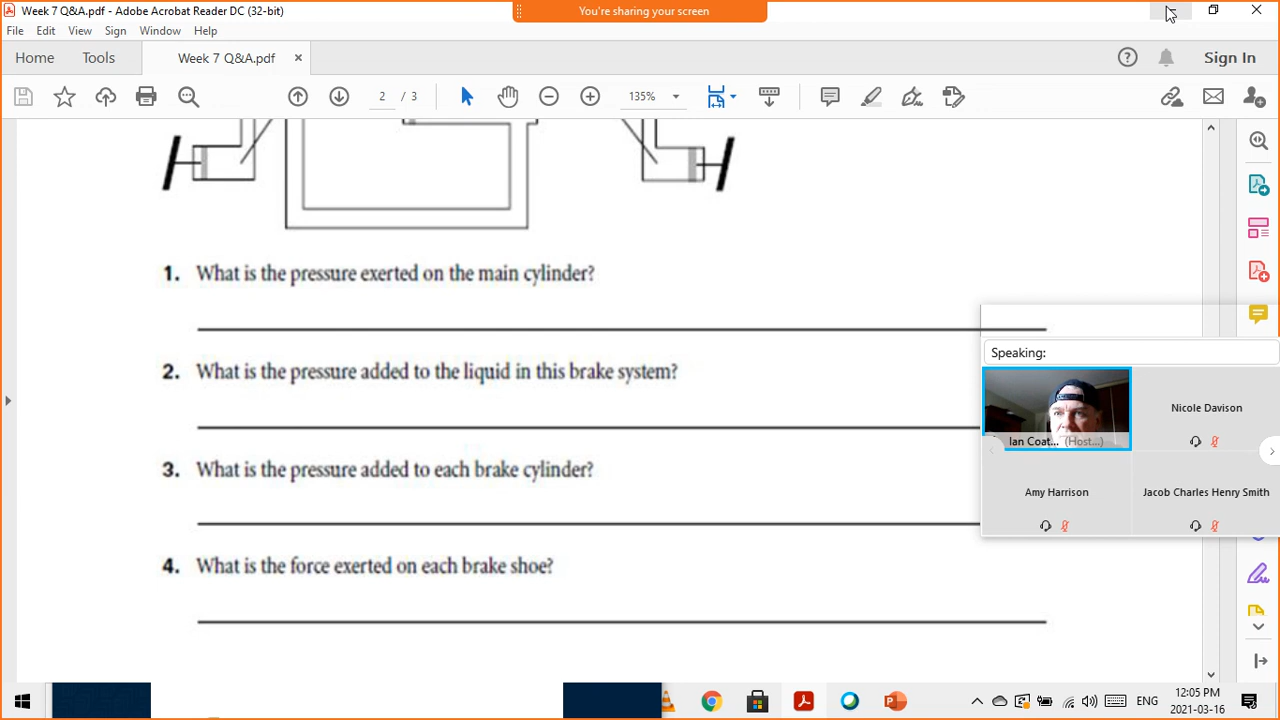 Week 7 Q&A.pdf - Adobe Acrobat Reader DC (32-bit)
You're sharing your screen
File Edit View Sign Window Help
Home Tools Week 7 Q&A.pdf × Sign In
2 / 3 135%
1. What is the pressure exerted on the main cylinder?
2. What is the pressure added to the liquid in this brake system?
3. What is the pressure added to each brake cylinder?
4. What is the force exerted on each brake shoe?
Speaking:
Ian Coat... (Host...)
Nicole Davison
Amy Harrison
Jacob Charles Henry Smith
ENG
12:05 PM
2021-03-16